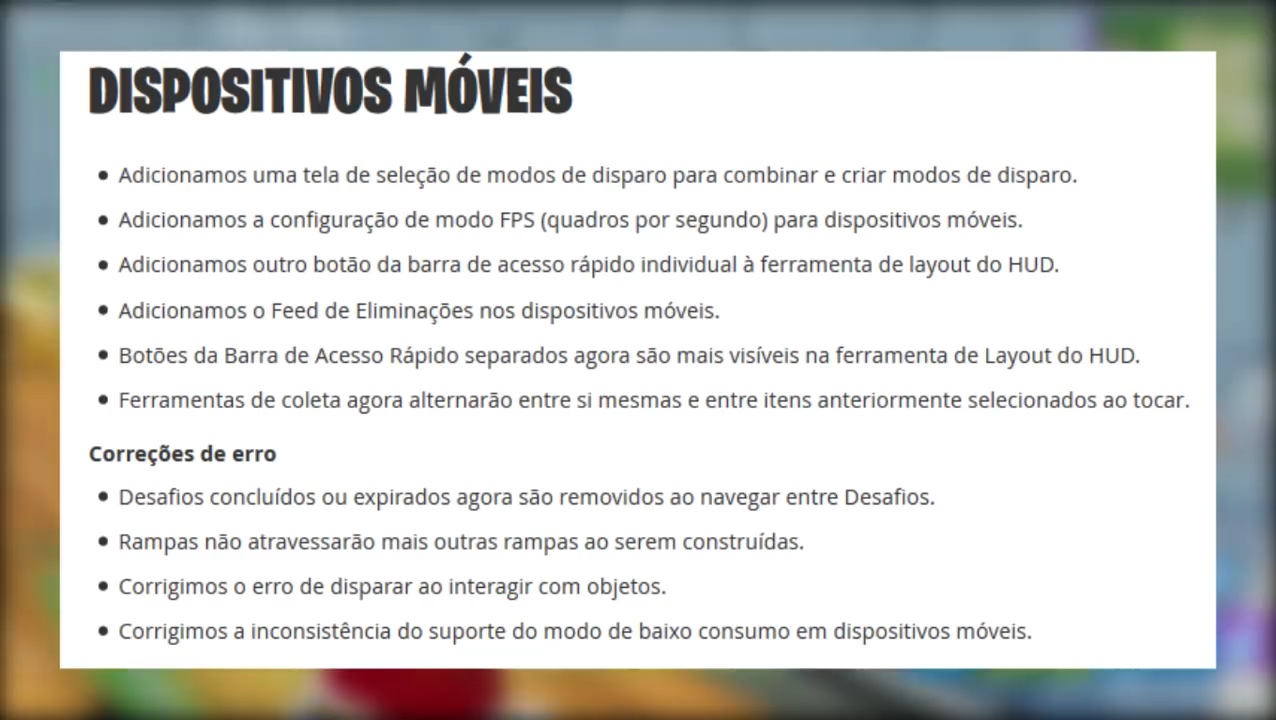 DISPOSITIVOS MÓVEIS
• Adicionamos uma tela de seleção de modos de disparo para combinar e criar modos de disparo.
• Adicionamos a configuração de modo FPS (quadros por segundo) para dispositivos móveis.
• Adicionamos outro botão da barra de acesso rápido individual à ferramenta de layout do HUD.
• Adicionamos o Feed de Eliminações nos dispositivos móveis.
• Botões da Barra de Acesso Rápido separados agora são mais visíveis na ferramenta de Layout do HUD.
• Ferramentas de coleta agora alternarão entre si mesmas e entre itens anteriormente selecionados ao tocar.
Correções de erro
• Desafios concluídos ou expirados agora são removidos ao navegar entre Desafios.
• Rampas não atravessarão mais outras rampas ao serem construídas.
• Corrigimos o erro de disparar ao interagir com objetos.
• Corrigimos a inconsistência do suporte do modo de baixo consumo em dispositivos móveis.